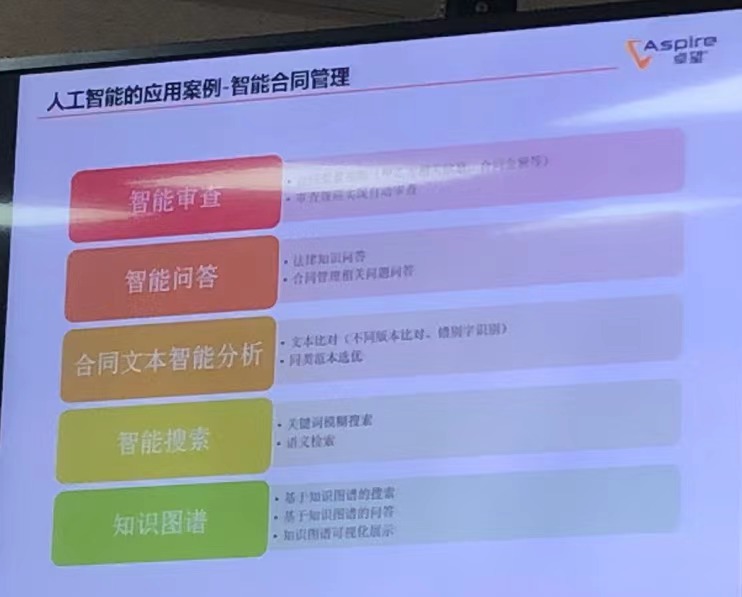 Aspire
卓望
人工智能的应用案例-智能合同管理
智能审查
合同金额等）
• 审查规则实现自动审查
智能问答
• 法律知识问答
• 合同管理相关问题问答
合同文本智能分析
• 文本比对（不同版本比对、错别字识别）
• 同类范本选优
智能搜索
• 关键词模糊搜索
• 语义检索
知识图谱
• 基于知识图谱的搜索
• 基于知识图谱的问答
• 知识图谱可视化展示